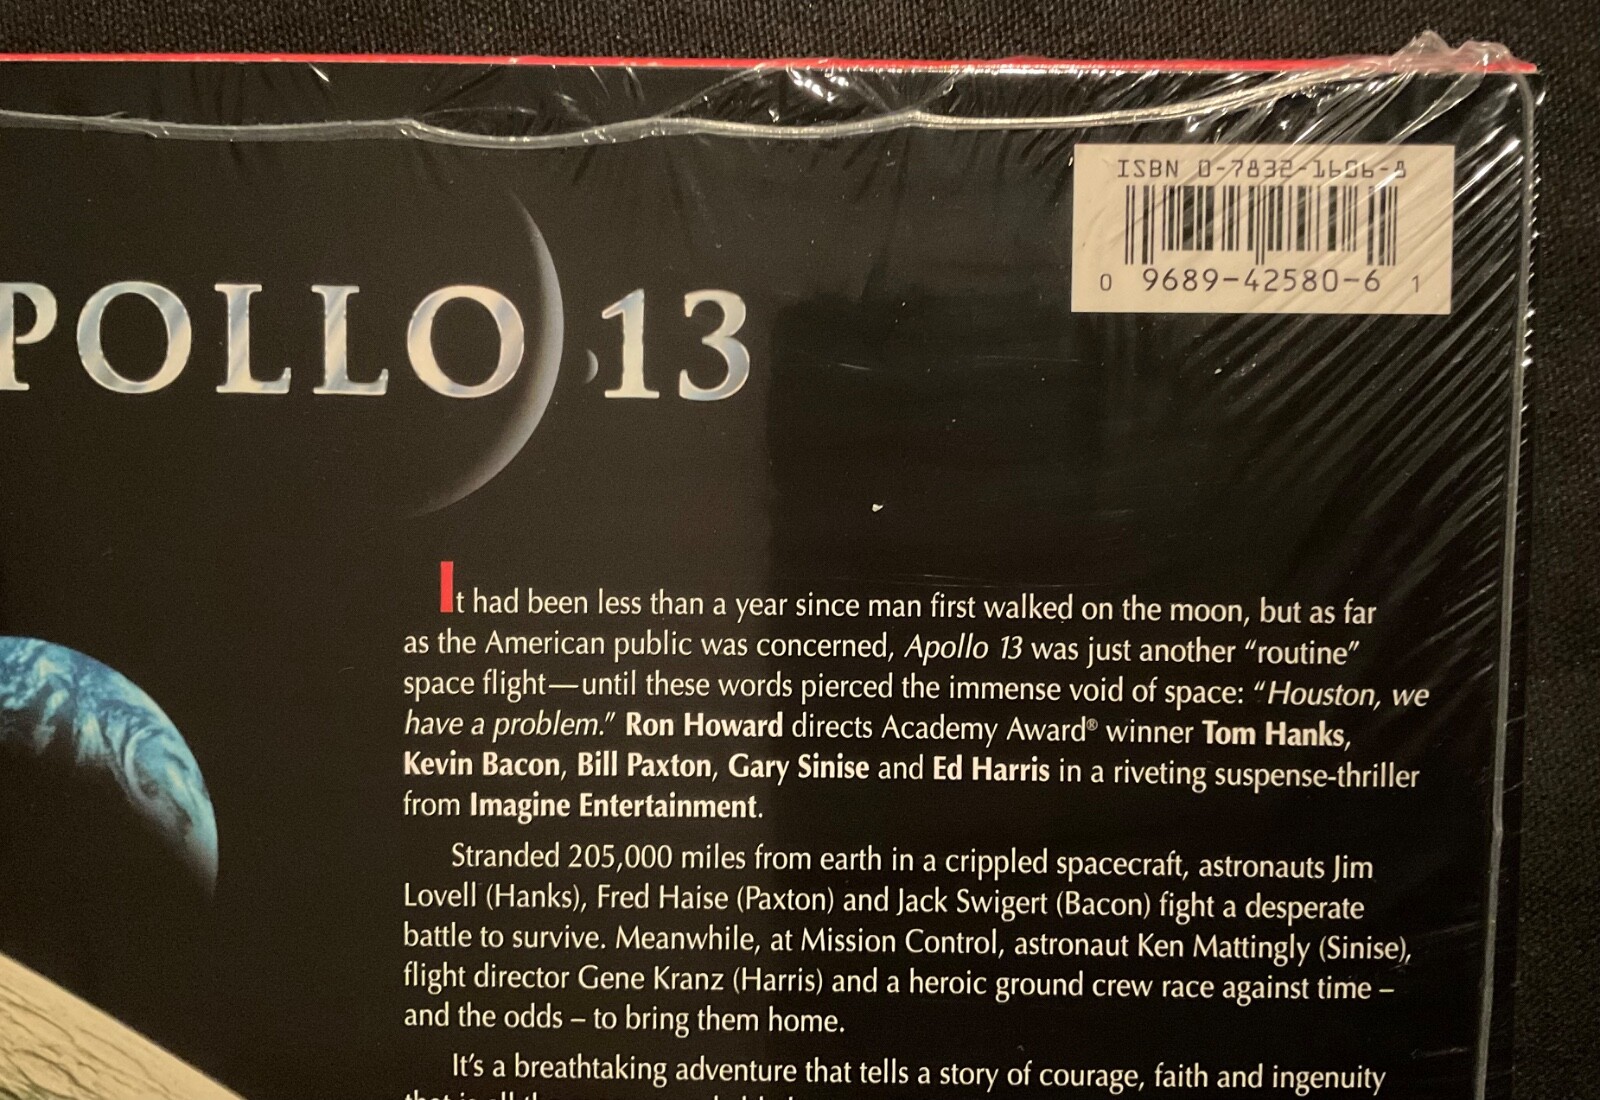 ISBN 0-7832-1606-8
0 9689-42580-6 1
POLLO 13
It had been less than a year since man first walked on the moon, but as far
as the American public was concerned, Apollo 13 was just another “routine”
space flight—until these words pierced the immense void of space: “Houston, we
have a problem.” Ron Howard directs Academy Award® winner Tom Hanks,
Kevin Bacon, Bill Paxton, Gary Sinise and Ed Harris in a riveting suspense-thriller
from Imagine Entertainment.
Stranded 205,000 miles from earth in a crippled spacecraft, astronauts Jim
Lovell (Hanks), Fred Haise (Paxton) and Jack Swigert (Bacon) fight a desperate
battle to survive. Meanwhile, at Mission Control, astronaut Ken Mattingly (Sinise),
flight director Gene Kranz (Harris) and a heroic ground crew race against time –
and the odds – to bring them home.
It's a breathtaking adventure that tells a story of courage, faith and ingenuity